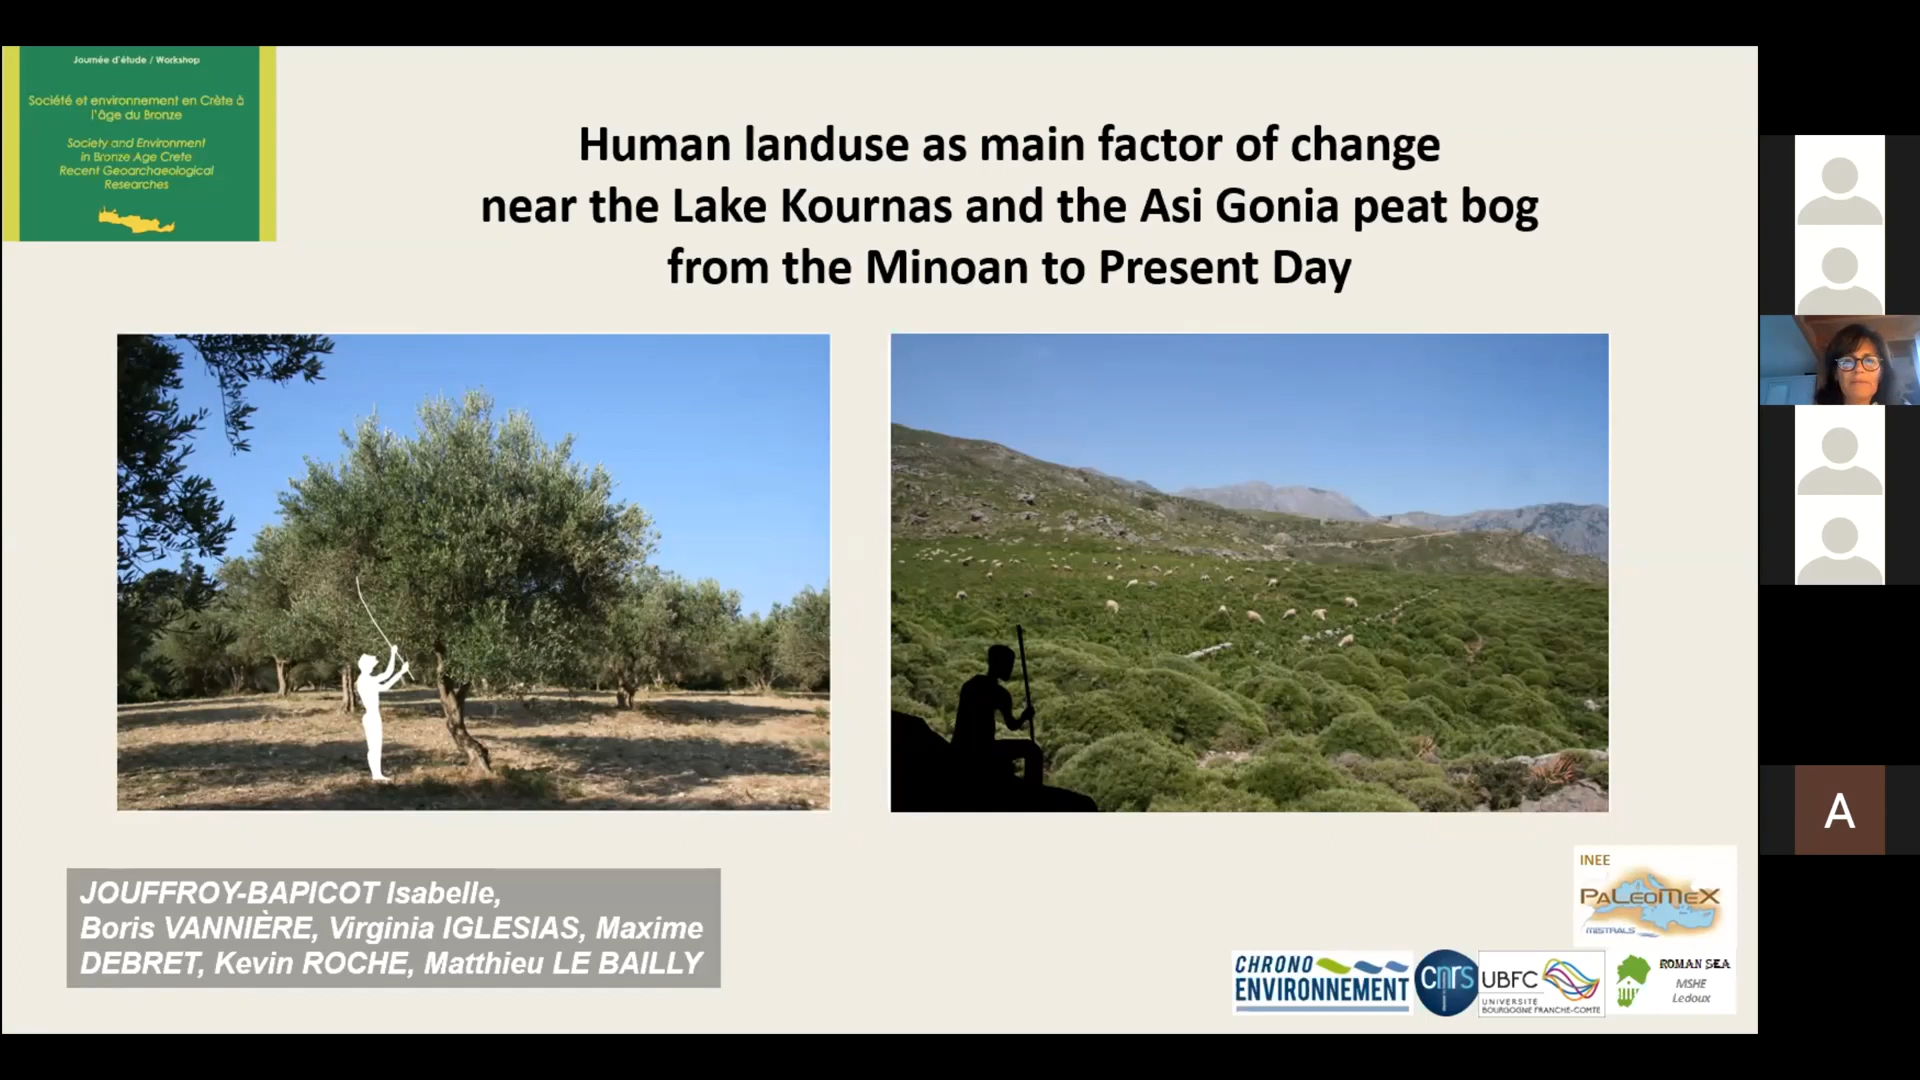 Journée d'étude / Workshop
Société et environnement en Crète à
l'âge du Bronze
Society and Environment
in Bronze Age Crete
Recent Geoarchaeological
Researches
Human landuse as main factor of change
near the Lake Kournas and the Asi Gonia peat bog
from the Minoan to Present Day
JOUFFROY-BAPICOT Isabelle,
Boris VANNIÈRE, Virginia IGLESIAS, Maxime
DEBRET, Kevin ROCHE, Matthieu LE BAILLY
INEE
PALEOMEX
MISTRALS
CHRONO
ENVIRONNEMENT
cnrs
UBFC
UNIVERSITÉ
BOURGOGNE FRANCHE-COMTÉ
ROMAN SEA
MSHE
Ledoux
A